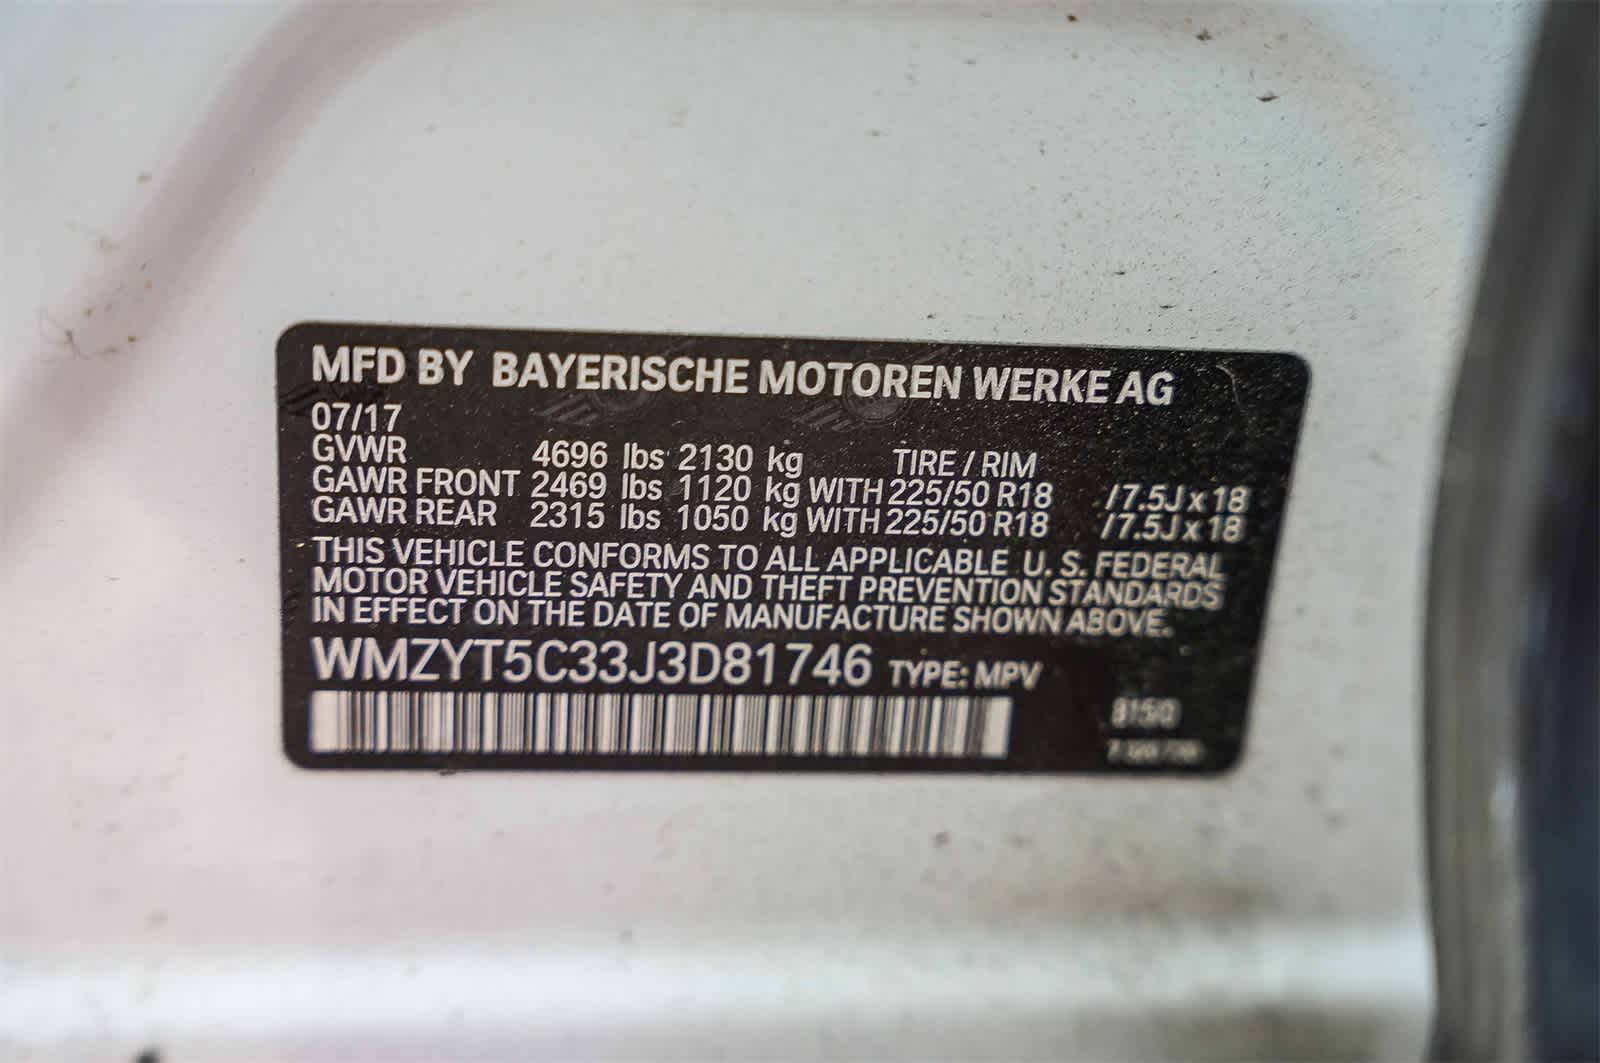 MFD BY BAYERISCHE MOTOREN WERKE AG
07/17
GVWR 4696 lbs 2130 kg TIRE / RIM
GAWR FRONT 2469 lbs 1120 kg WITH 225/50 R18 /7.5J x 18
GAWR REAR 2315 lbs 1050 kg WITH 225/50 R18 /7.5J x 18
THIS VEHICLE CONFORMS TO ALL APPLICABLE U. S. FEDERAL
MOTOR VEHICLE SAFETY AND THEFT PREVENTION STANDARDS
IN EFFECT ON THE DATE OF MANUFACTURE SHOWN ABOVE.
WMZYT5C33J3D81746 TYPE: MPV